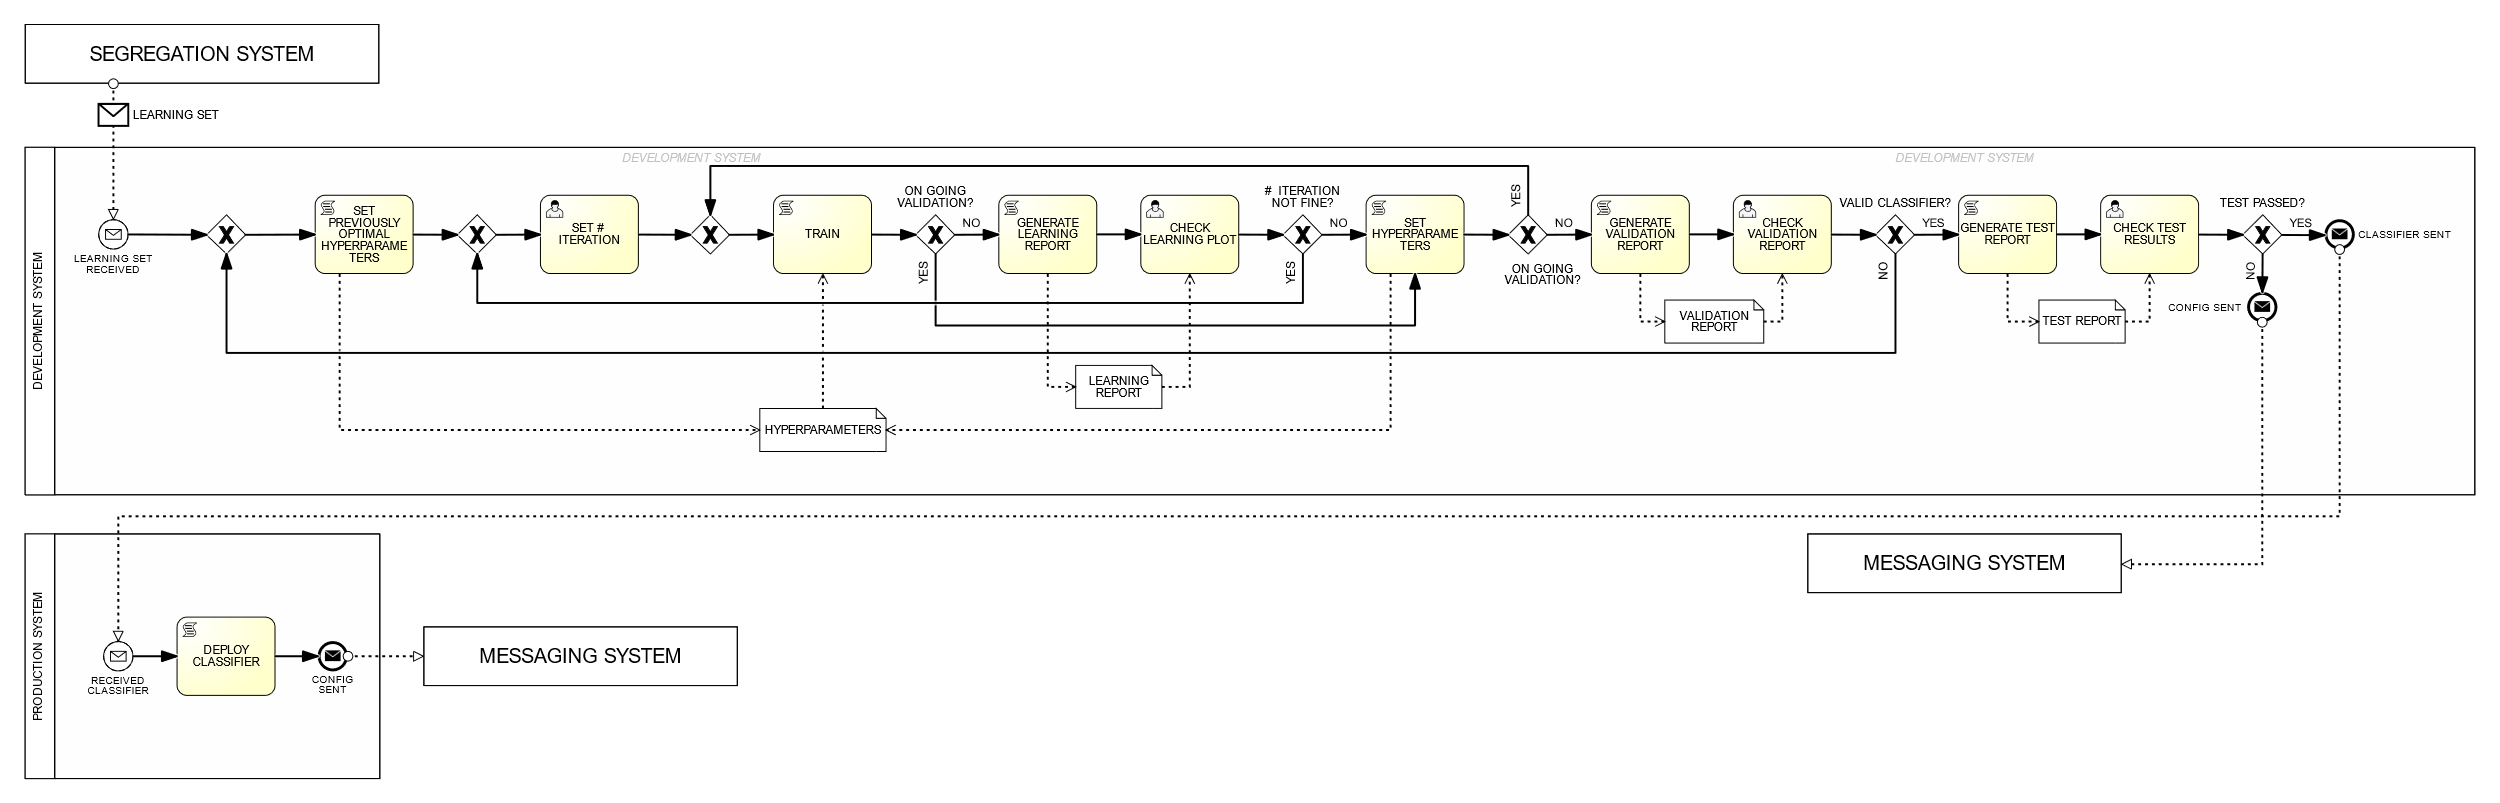 SEGREGATION SYSTEM
LEARNING SET
DEVELOPMENT SYSTEM
DEVELOPMENT SYSTEM
DEVELOPMENT SYSTEM
LEARNING SET
RECEIVED
SET
PREVIOUSLY
OPTIMAL
HYPERPARAME
TERS
SET #
ITERATION
TRAIN
ON GOING
VALIDATION?
NO
YES
GENERATE
LEARNING
REPORT
CHECK
LEARNING PLOT
# ITERATION
NOT FINE?
NO
YES
SET
HYPERPARAME
TERS
YES
NO
ON GOING
VALIDATION?
GENERATE
VALIDATION
REPORT
CHECK
VALIDATION
REPORT
VALID CLASSIFIER?
YES
NO
GENERATE TEST
REPORT
CHECK TEST
RESULTS
TEST PASSED?
YES
NO
CLASSIFIER SENT
CONFIG SENT
VALIDATION
REPORT
TEST REPORT
LEARNING
REPORT
HYPERPARAMETERS
PRODUCTION SYSTEM
RECEIVED
CLASSIFIER
DEPLOY
CLASSIFIER
CONFIG
SENT
MESSAGING SYSTEM
MESSAGING SYSTEM